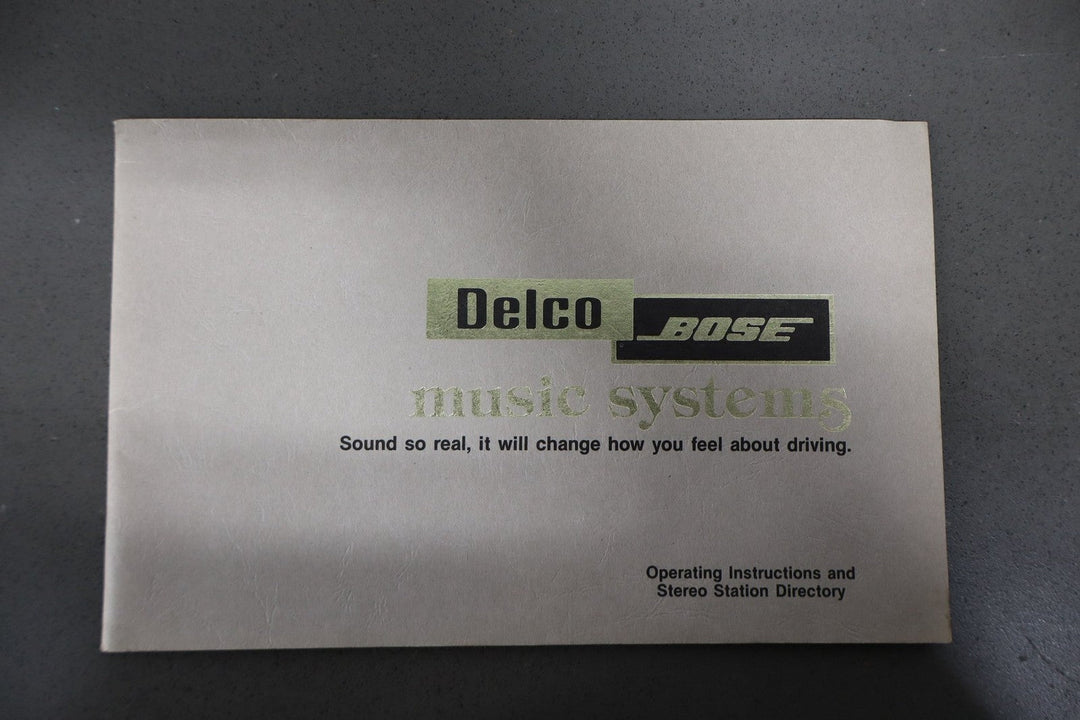 Delco
BOSE
music systems
Sound so real, it will change how you feel about driving.
Operating Instructions and
Stereo Station Directory